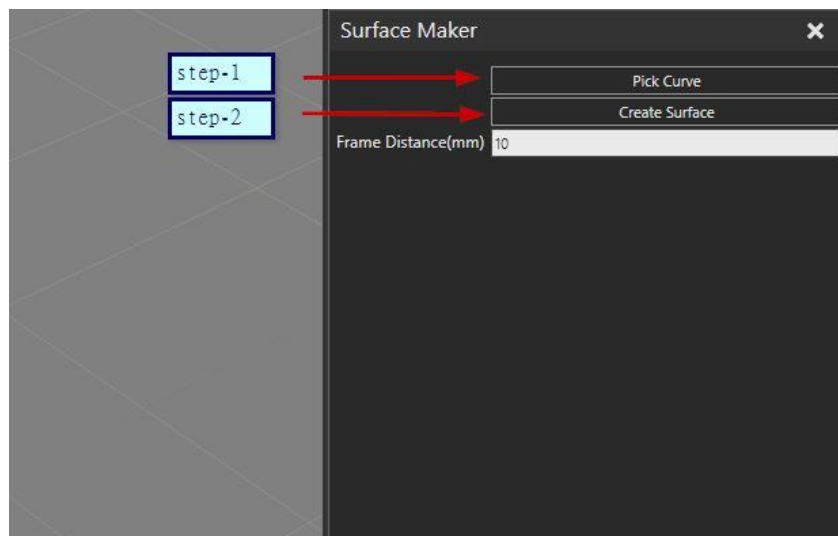 Surface Maker
step-1
Pick Curve
step-2
Create Surface
Frame Distance(mm) 10